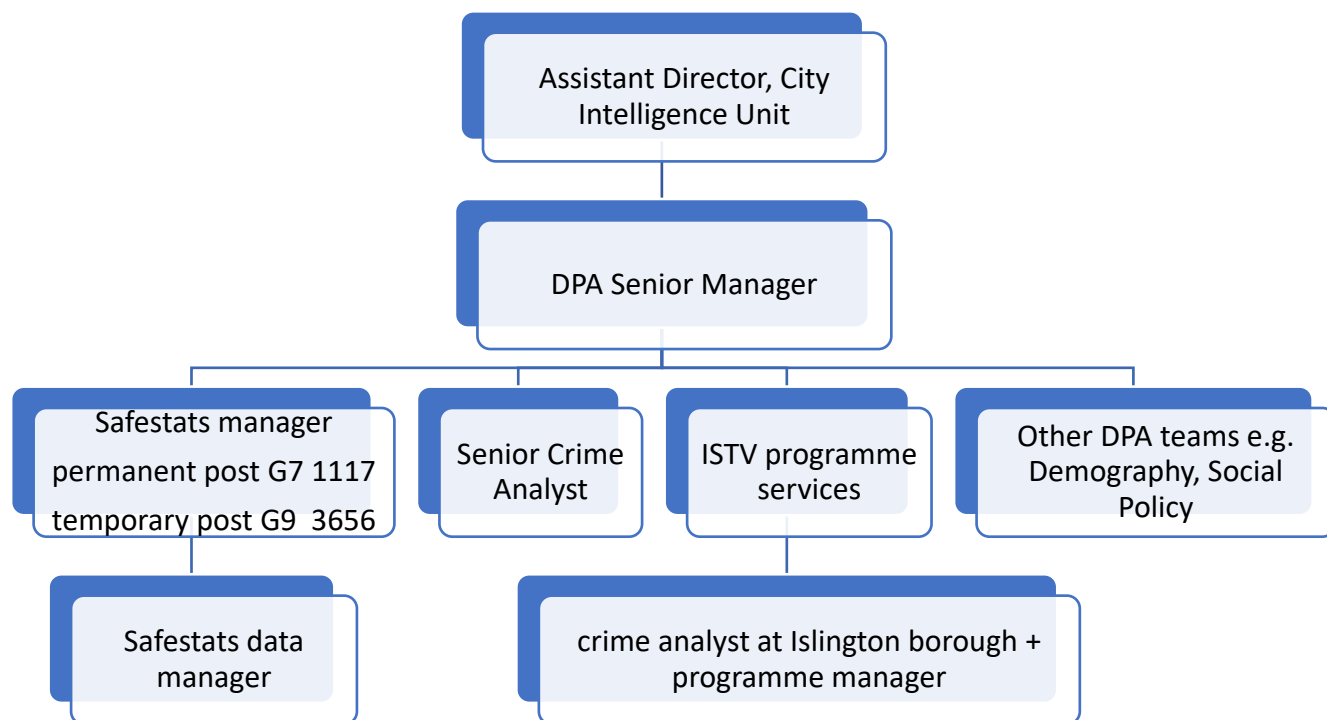 Assistant Director, City
Intelligence Unit
DPA Senior Manager
Safestats manager
permanent post G7 1117
temporary post G9  3656
Senior Crime
Analyst
ISTV programme
services
Other DPA teams e.g.
Demography, Social
Policy
Safestats data
manager
crime analyst at Islington borough +
programme manager